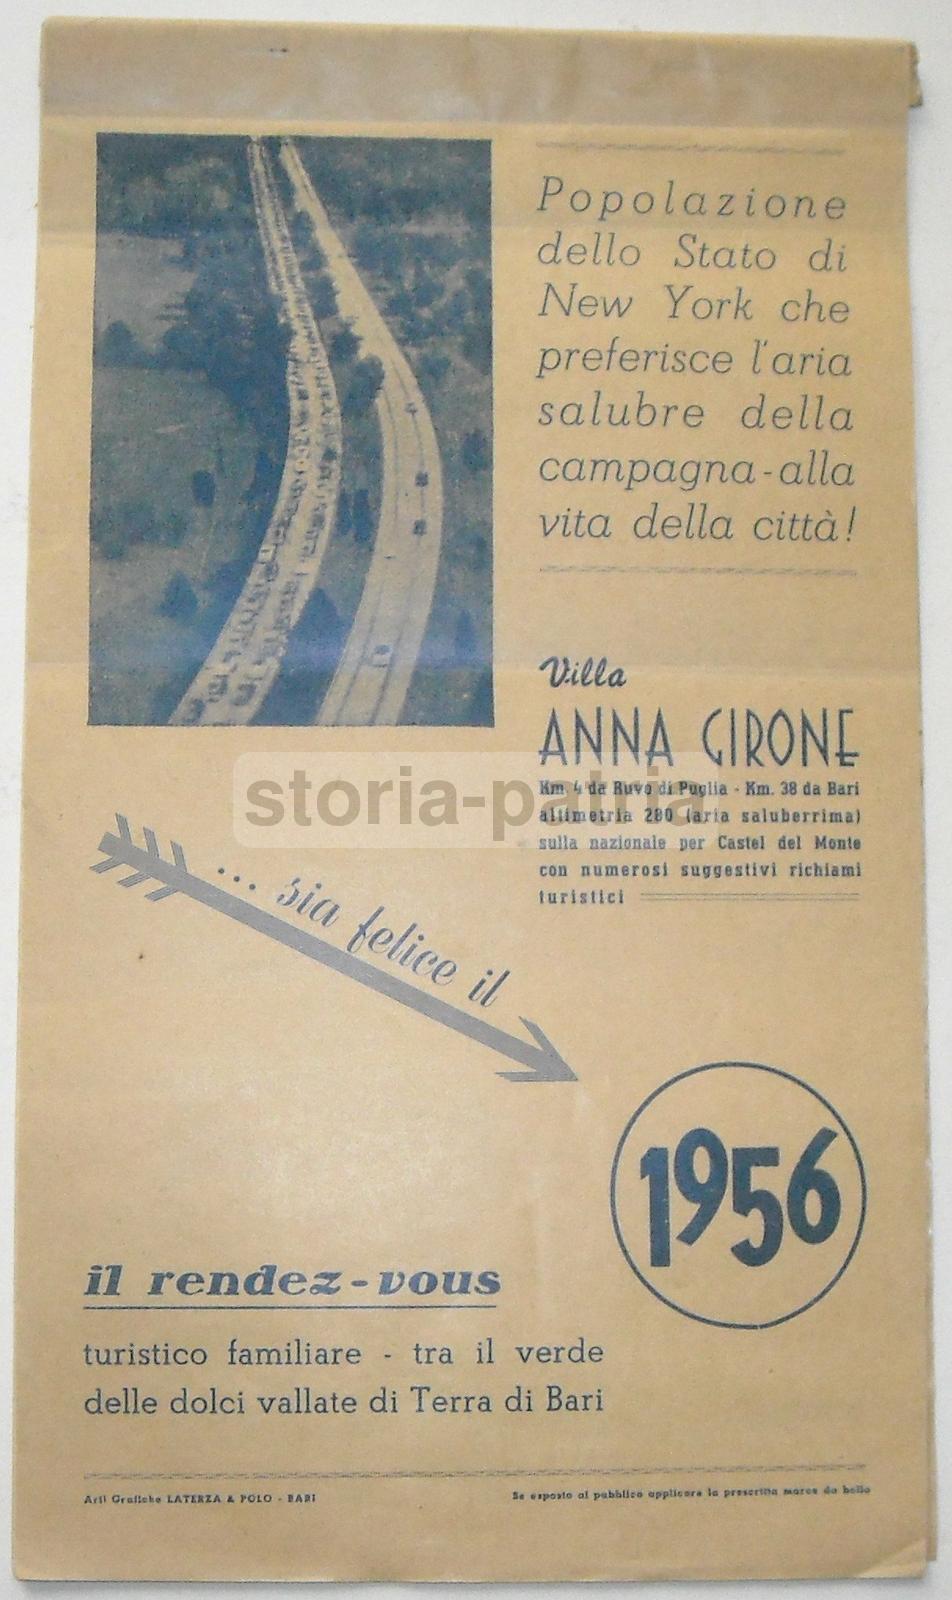 Popolazione
dello Stato di
New York che
preferisce l'aria
salubre della
campagna - alla
vita della città!
Villa
ANNA GIRONE
Km. 4 da Ruvo di Puglia - Km. 38 da Bari
altimetria 280 (aria saluberrima)
sulla nazionale per Castel del Monte
con numerosi suggestivi richiami
turistici
storia-patria
... sia felice il
1956
il rendez-vous
turistico familiare - tra il verde
delle dolci vallate di Terra di Bari
Arti Grafiche LATERZA & POLO - BARI
Se esposto al pubblico applicare la prescritta marca da bollo